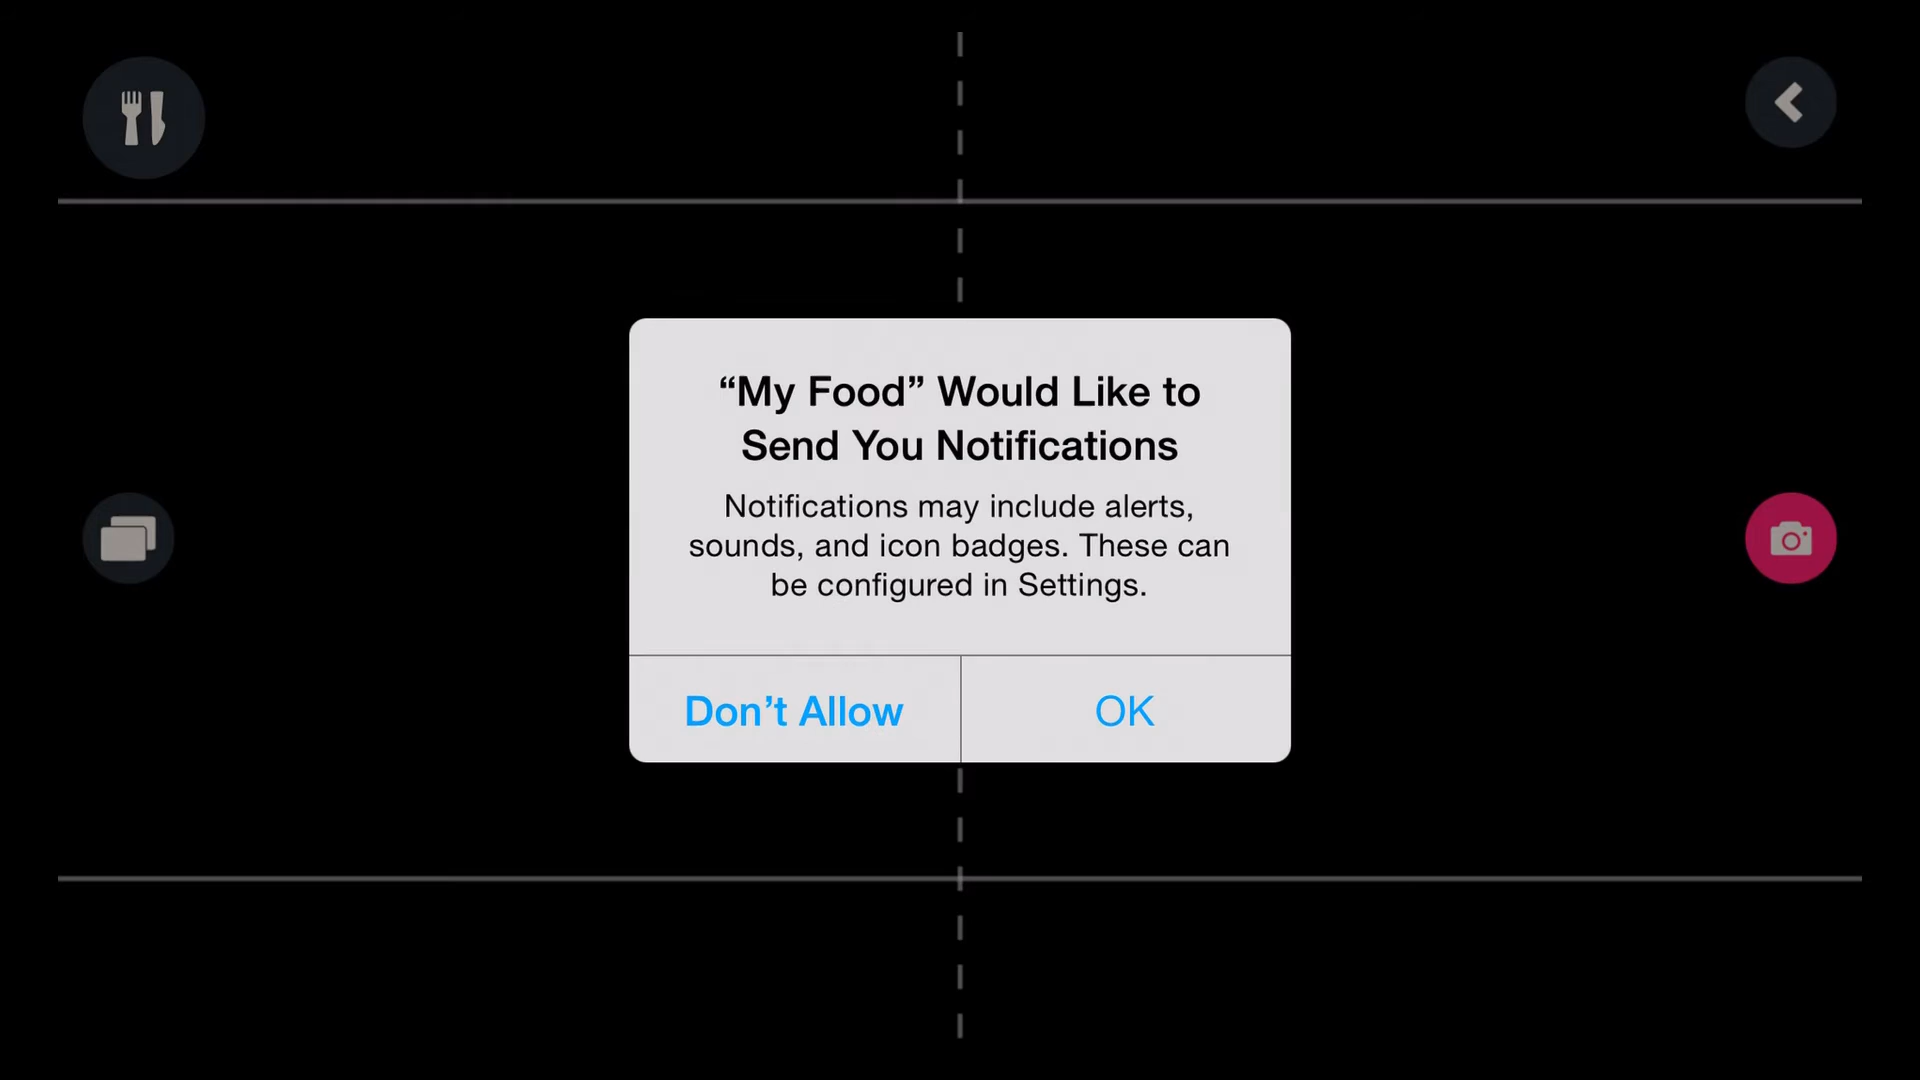 “My Food” Would Like to
Send You Notifications
Notifications may include alerts,
sounds, and icon badges. These can
be configured in Settings.
Don’t Allow
OK